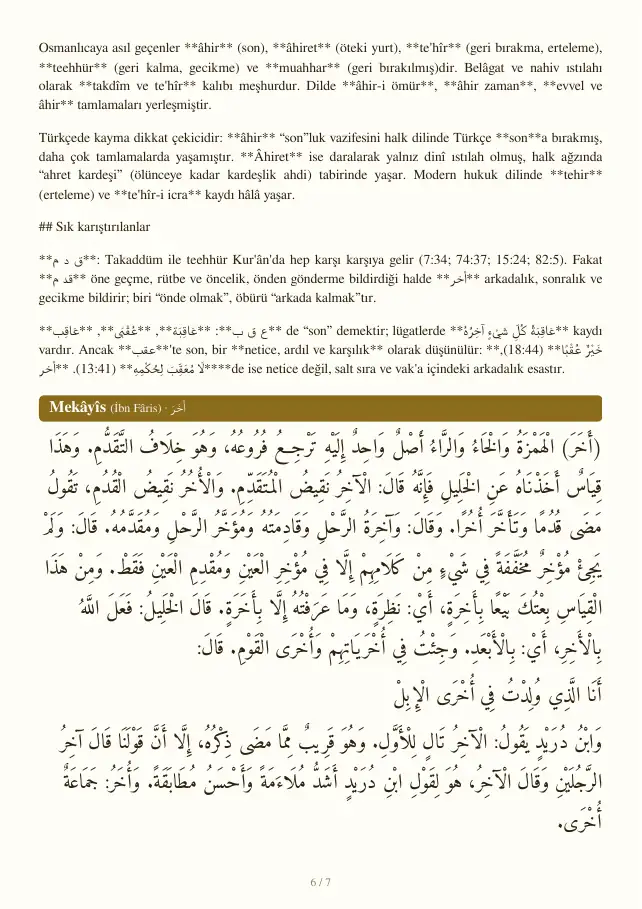 Osmanlıcaya asıl geçenler **âhir** (son), **âhiret** (öteki yurt), **te'hîr** (geri bırakma, erteleme),
**teehhür** (geri kalma, gecikme) ve **muahhar** (geri bırakılmış)dir. Belâgat ve nahiv ıstılahı
olarak **takdîm ve te'hîr** kalıbı meşhurdur. Dilde **âhir-i ömür**, **âhir zaman**, **evvel ve
âhir** tamlamaları yerleşmiştir.
Türkçede kayma dikkat çekicidir: **âhir** “son”luk vazifesini halk dilinde Türkçe **son**a bırakmış,
daha çok tamlamalarda yaşamıştır. **Âhiret** ise daralarak yalnız dinî ıstılah olmuş, halk ağzında
“ahret kardeşi” (ölünceye kadar kardeşlik ahdi) tabirinde yaşar. Modern hukuk dilinde **tehir**
(erteleme) ve **te'hîr-i icra** kaydı hâlâ yaşar.
## Sık karıştırılanlar
**ق د م**: Takaddüm ile teehhür Kur'ân'da hep karşı karşıya gelir (7:34; 74:37; 15:24; 82:5). Fakat
**قد م** öne geçme, rütbe ve öncelik, önden gönderme bildirdiği halde **أخر** arkadalık, sonralık ve
gecikme bildirir; biri “önde olmak”, öbürü “arkada kalmak”tır.
**ع ق ب**: **عَاقِبَة**, **عُقْبَى**, **عَاقِب** de “son” demektir; lügatlerde **عَاقِبَةُ كُلِّ شَيْءٍ آخِرُهُ** kaydı
vardır. Ancak **عقب**'te son, bir **netice, ardıl ve karşılık** olarak düşünülür: **خَيْرٌ عُقْبًا** (18:44),
**لَا مُعَقِّبَ لِحُكْمِهِ** (13:41). **أخر**de ise netice değil, salt sıra ve vak'a içindeki arkadalık esastır.
Mekâyîs (İbn Fâris) · أَخَرَ
(أَخَرَ) الْهَمْزَةُ وَالْخَاءُ وَالرَّاءُ أَصْلٌ وَاحِدٌ إِلَيْهِ تَرْجِعُ فُرُوعُهُ، وَهُوَ خِلَافُ التَّقَدُّمِ. وَهَذَا
قِيَاسٌ أَخَذْنَاهُ عَنِ الْخَلِيلِ فَإِنَّهُ قَالَ: الْآخِرُ نَقِيضُ الْمُتَقَدِّمِ. وَالْأُخُرُ نَقِيضُ الْقُدُمِ، تَقُولُ
مَضَى قُدُمًا وَتَأَخَّرَ أُخُرًا. وَقَالَ: وَآخِرَةُ الرَّحْلِ وَقَادِمَتُهُ وَمُؤَخَّرُ الرَّحْلِ وَمُقَدَّمُهُ. قَالَ: وَلَمْ
يَجِئْ مُؤْخِرٌ مُخَفَّفَةً فِي شَيْءٍ مِنْ كَلَامِهِمْ إِلَّا فِي مُؤْخِرِ الْعَيْنِ وَمُقْدِمِ الْعَيْنِ فَقَطْ. وَمِنْ هَذَا
الْقِيَاسِ بِعْتُكَ بَيْعًا بِأَخِرَةٍ، أَيْ: نَظِرَةٍ، وَمَا عَرَفْتُهُ إِلَّا بِأَخَرَةٍ. قَالَ الْخَلِيلُ: فَعَلَ اللَّهُ
بِالْأَخِرِ، أَيْ: بِالْأَبْعَدِ. وَجِئْتُ فِي أُخْرَيَاتِهِمْ وَأُخْرَى الْقَوْمِ. قَالَ:
أَنَا الَّذِي وُلِدْتُ فِي أُخْرَى الْإِبِلْ
وَابْنُ دُرَيْدٍ يَقُولُ: الْآخِرُ تَالٍ لِلْأَوَّلِ. وَهُوَ قَرِيبٌ مِمَّا مَضَى ذِكْرُهُ، إِلَّا أَنَّ قَوْلَنَا قَالَ آخِرُ
الرَّجُلَيْنِ وَقَالَ الْآخِرُ، هُوَ لِقَوْلِ ابْنِ دُرَيْدٍ أَشَدُّ مُلَاءَمَةً وَأَحْسَنُ مُطَابَقَةً. وَأُخَرُ: جَمَاعَةٌ
أُخْرَى.
6 / 7